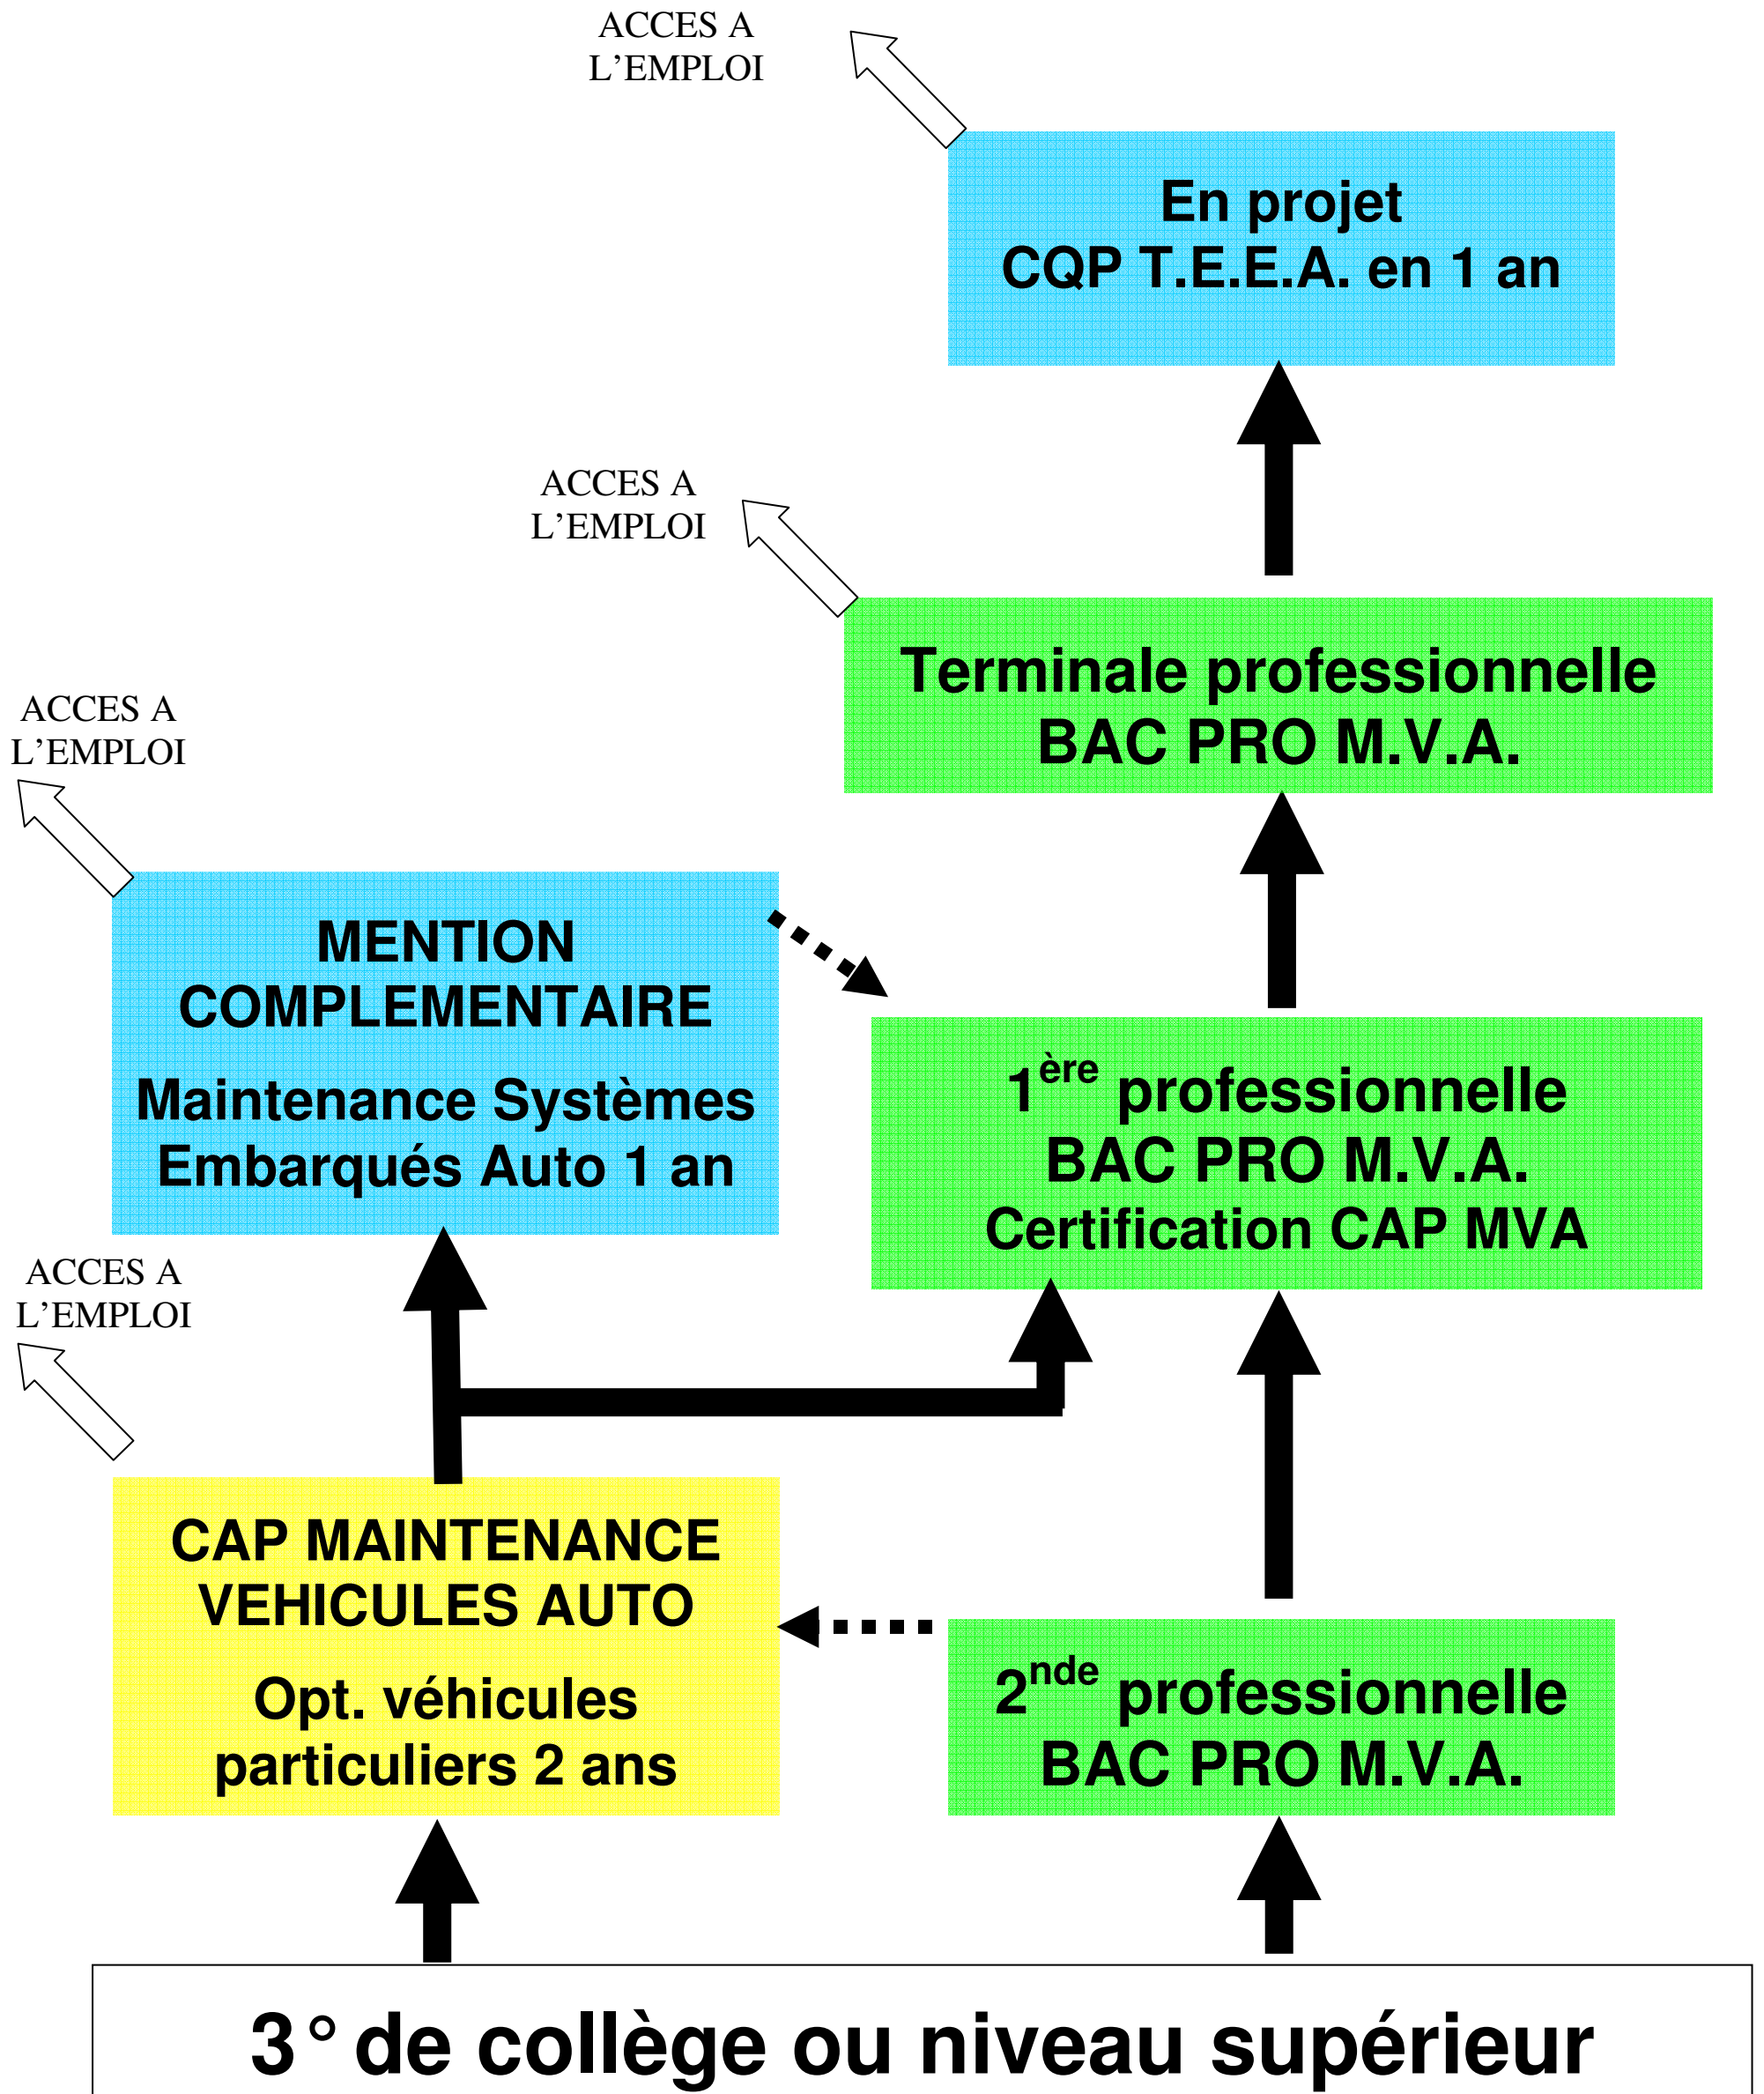 ACCES A
L’EMPLOI
En projet
CQP T.E.E.A. en 1 an
ACCES A
L’EMPLOI
Terminale professionnelle
BAC PRO M.V.A.
ACCES A
L’EMPLOI
MENTION
COMPLEMENTAIRE
Maintenance Systèmes
Embarqués Auto 1 an
1ère professionnelle
BAC PRO M.V.A.
Certification CAP MVA
ACCES A
L’EMPLOI
CAP MAINTENANCE
VEHICULES AUTO
Opt. véhicules
particuliers 2 ans
2nde professionnelle
BAC PRO M.V.A.
3° de collège ou niveau supérieur